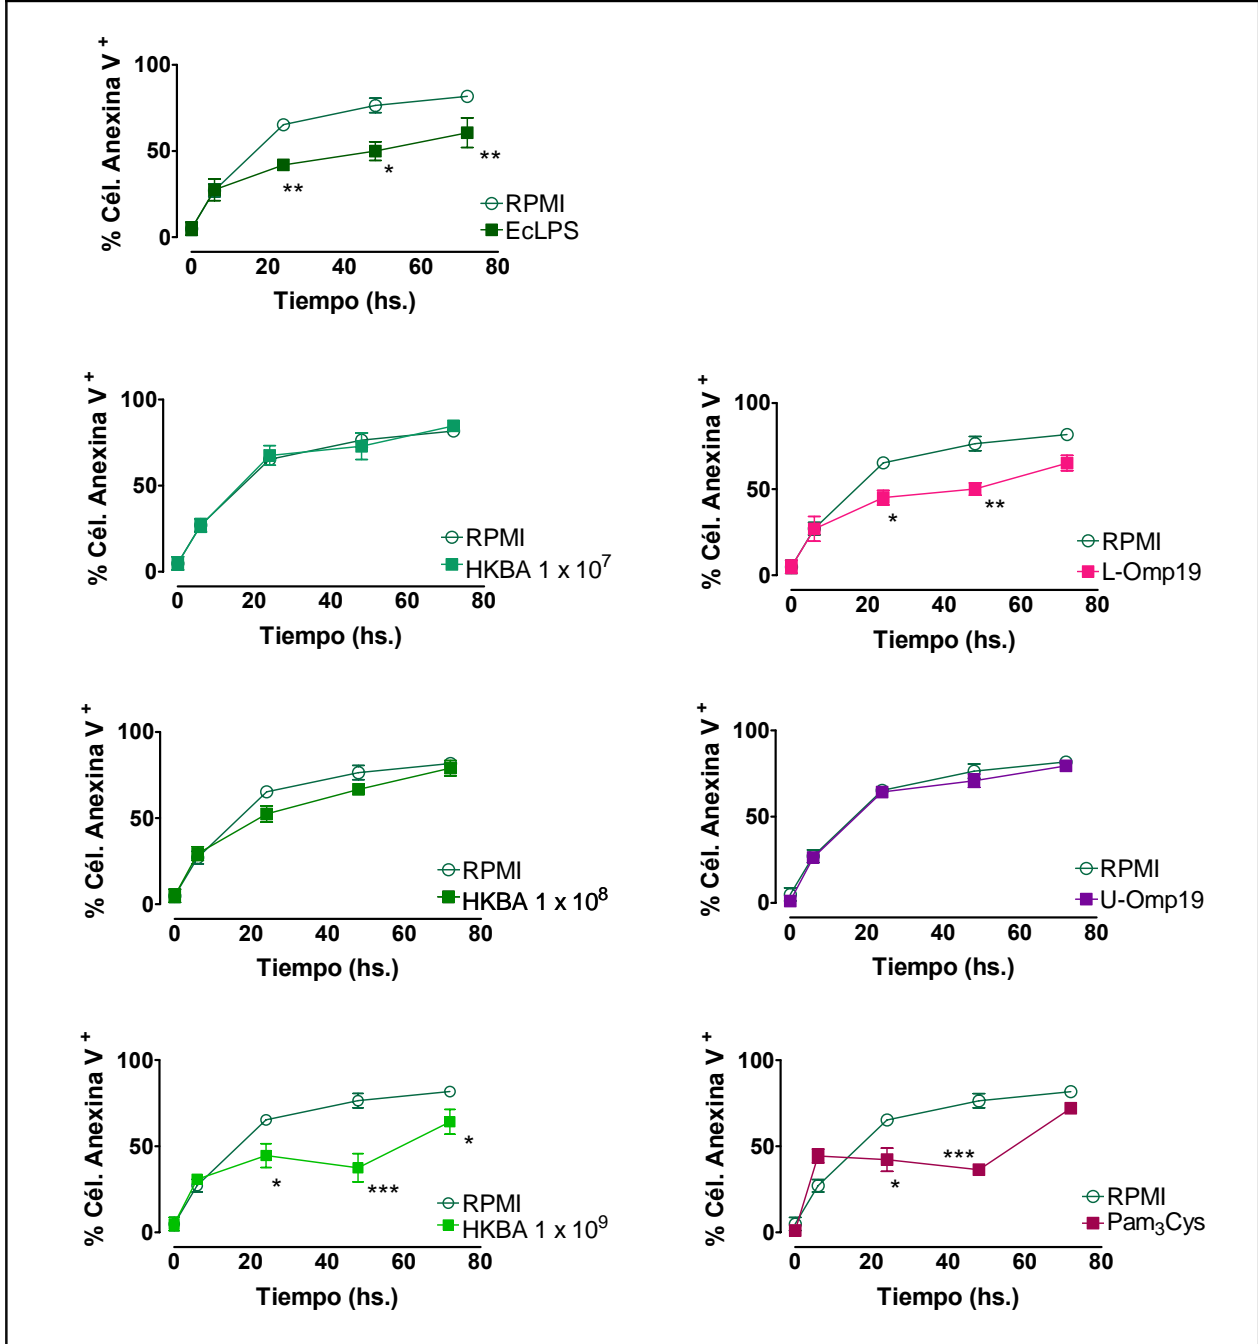 % Cél. Anexina V +
100
50
0
** 
*
**
RPMI
EcLPS
0 20 40 60 80
Tiempo (hs.)
% Cél. Anexina V +
100
50
0
RPMI
HKBA 1 x 10⁷
0 20 40 60 80
Tiempo (hs.)
% Cél. Anexina V +
100
50
0
*
**
RPMI
L-Omp19
0 20 40 60 80
Tiempo (hs.)
% Cél. Anexina V +
100
50
0
RPMI
HKBA 1 x 10⁸
0 20 40 60 80
Tiempo (hs.)
% Cél. Anexina V +
100
50
0
RPMI
U-Omp19
0 20 40 60 80
Tiempo (hs.)
% Cél. Anexina V +
100
50
0
*
***
*
RPMI
HKBA 1 x 10⁹
0 20 40 60 80
Tiempo (hs.)
% Cél. Anexina V +
100
50
0
*
***
RPMI
Pam₃Cys
0 20 40 60 80
Tiempo (hs.)